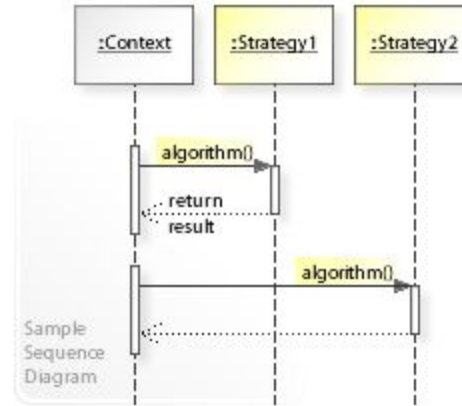 :Context
:Strategy1
:Strategy2
algorithm()
return
result
algorithm()
Sample
Sequence
Diagram